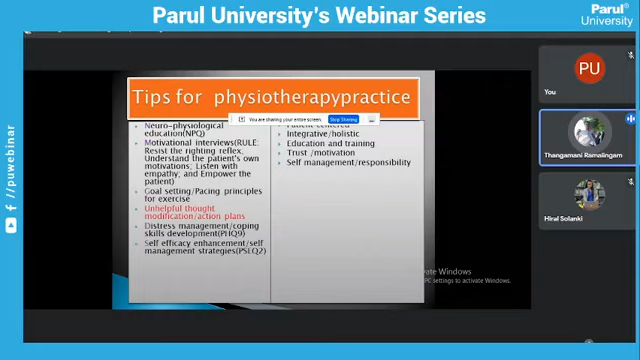 Parul University's Webinar Series
Parul®
University
Tips for physiotherapypractice
You are sharing your entire screen.
Stop Sharing
Neuro-physiological
education(NPQ)
Motivational interviews(RULE:
Resist the righting reflex,
Understand the patient's own
motivations; Listen with
empathy; and Empower the
patient)
Goal setting/Pacing principles
for exercise
Unhelpful thought
modification/action plans
Distress management/coping
skills development(PHQ9)
Self efficacy enhancement/self
management strategies(PSEQ2)
Integrative/holistic
Education and training
Trust /motivation
Self management/responsibility
vate Windows
PC settings to activate Windows.
PU
You
Thangamani Ramalingam
Hiral Solanki
/puwebinar